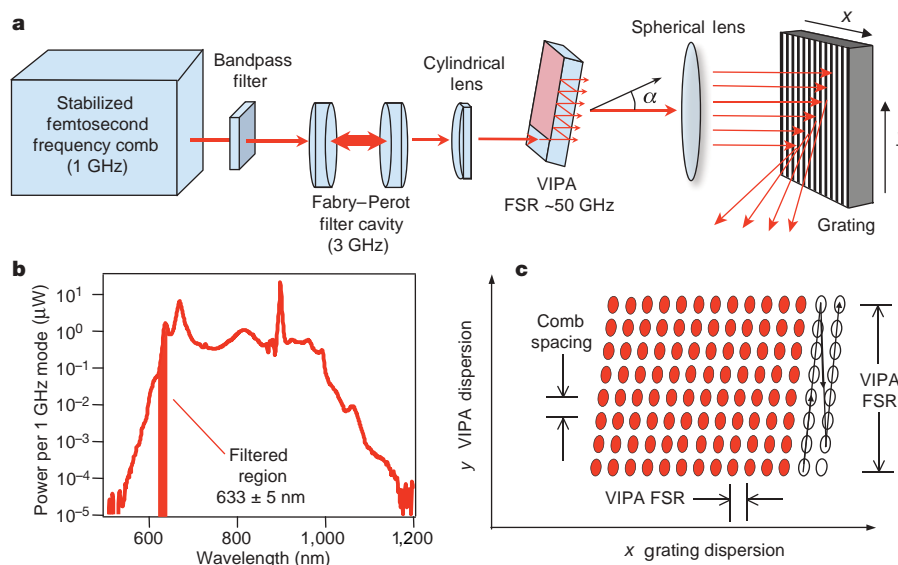 a
Stabilized
femtosecond
frequency comb
(1 GHz)
Bandpass
filter
Fabry–Perot
filter cavity
(3 GHz)
Cylindrical
lens
VIPA
FSR ~50 GHz
α
Spherical lens
x
Grating
b
Power per 1 GHz mode (μW)
10¹
10⁰
10⁻¹
10⁻²
10⁻³
10⁻⁴
10⁻⁵
Filtered
region
633 ± 5 nm
600 800 1,000 1,200
Wavelength (nm)
c
Comb
spacing
VIPA
FSR
VIPA FSR
y VIPA dispersion
x grating dispersion